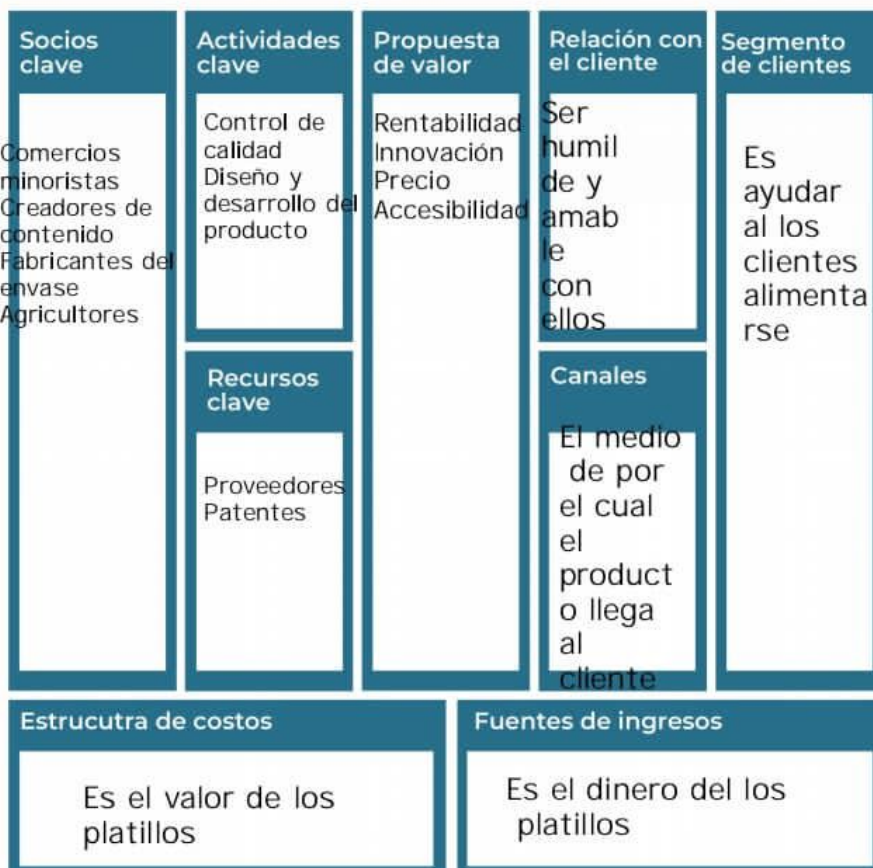 Socios
clave
Comercios
minoristas
Creadores de
contenido
Fabricantes del
envase
Agricultores
Actividades
clave
Control de
calidad
Diseño y
desarrollo del
producto
Recursos
clave
Proveedores
Patentes
Propuesta
de valor
Rentabilidad
Innovación
Precio
Accesibilidad
Relación con
el cliente
Ser
humil
de y
amab
le
con
ellos
Canales
El medio
de por
el cual
el
product
o llega
al
cliente
Segmento
de clientes
Es
ayudar
al los
clientes
alimenta
rse
Estrucutra de costos
Es el valor de los
platillos
Fuentes de ingresos
Es el dinero del los
platillos